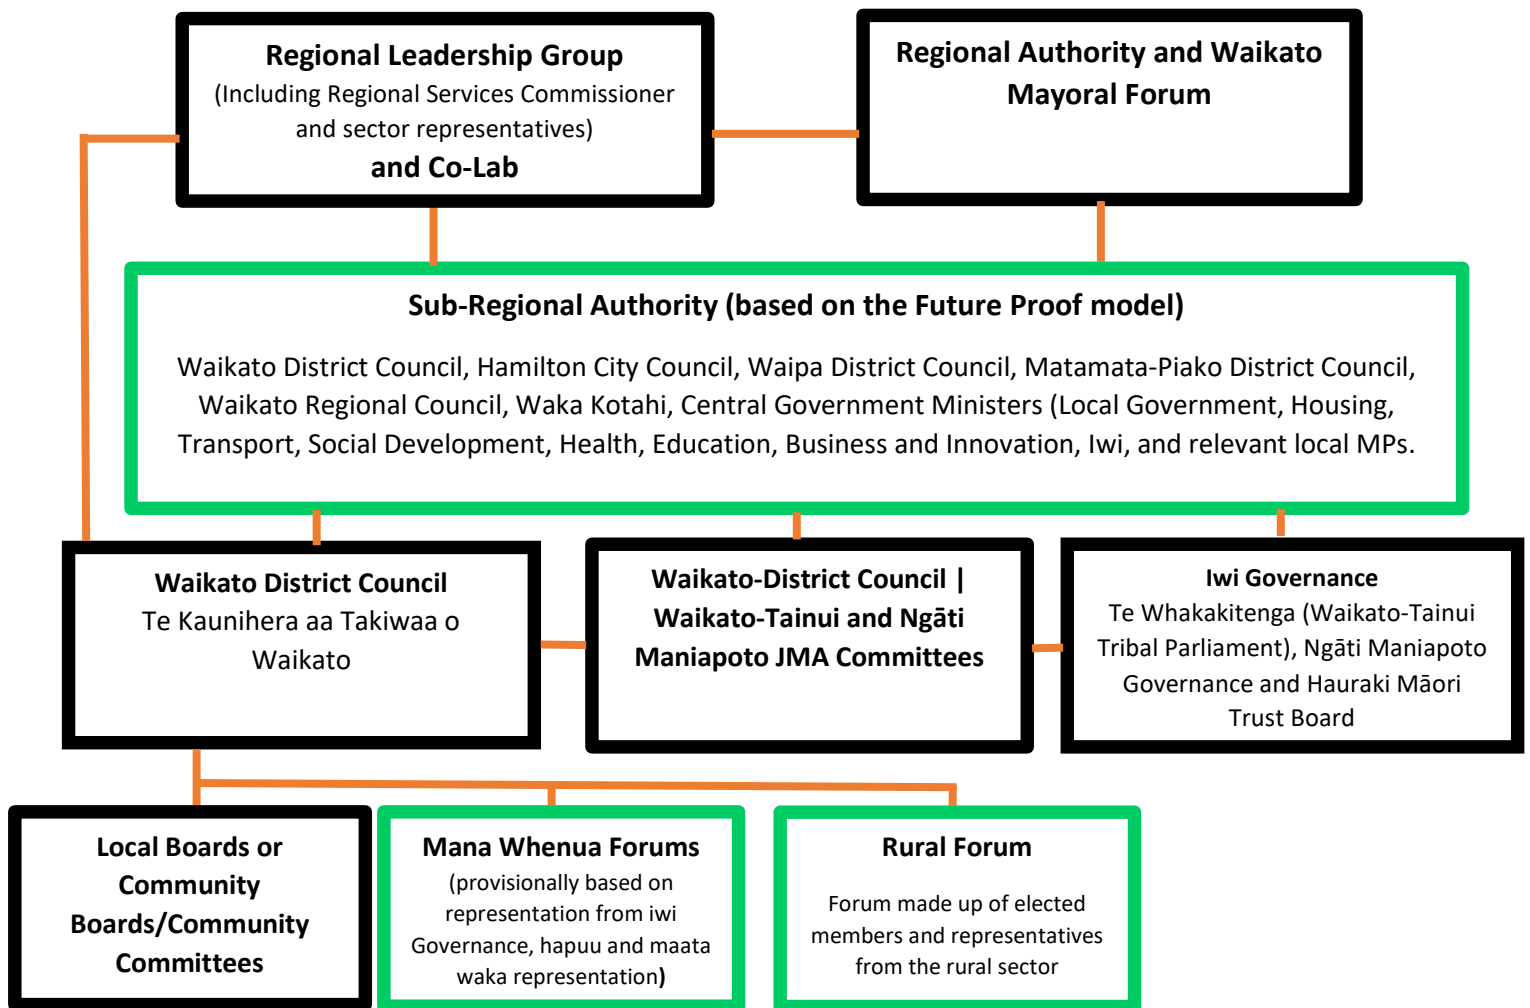 Regional Leadership Group
(Including Regional Services Commissioner
and sector representatives)
and Co-Lab
Regional Authority and Waikato
Mayoral Forum
Sub-Regional Authority (based on the Future Proof model)
Waikato District Council, Hamilton City Council, Waipa District Council, Matamata-Piako District Council,
Waikato Regional Council, Waka Kotahi, Central Government Ministers (Local Government, Housing,
Transport, Social Development, Health, Education, Business and Innovation, Iwi, and relevant local MPs.
Waikato District Council
Te Kaunihera aa Takiwaa o
Waikato
Waikato-District Council |
Waikato-Tainui and Ngāti
Maniapoto JMA Committees
Iwi Governance
Te Whakakitenga (Waikato-Tainui
Tribal Parliament), Ngāti Maniapoto
Governance and Hauraki Māori
Trust Board
Local Boards or
Community
Boards/Community
Committees
Mana Whenua Forums
(provisionally based on
representation from iwi
Governance, hapuu and maata
waka representation)
Rural Forum
Forum made up of elected
members and representatives
from the rural sector